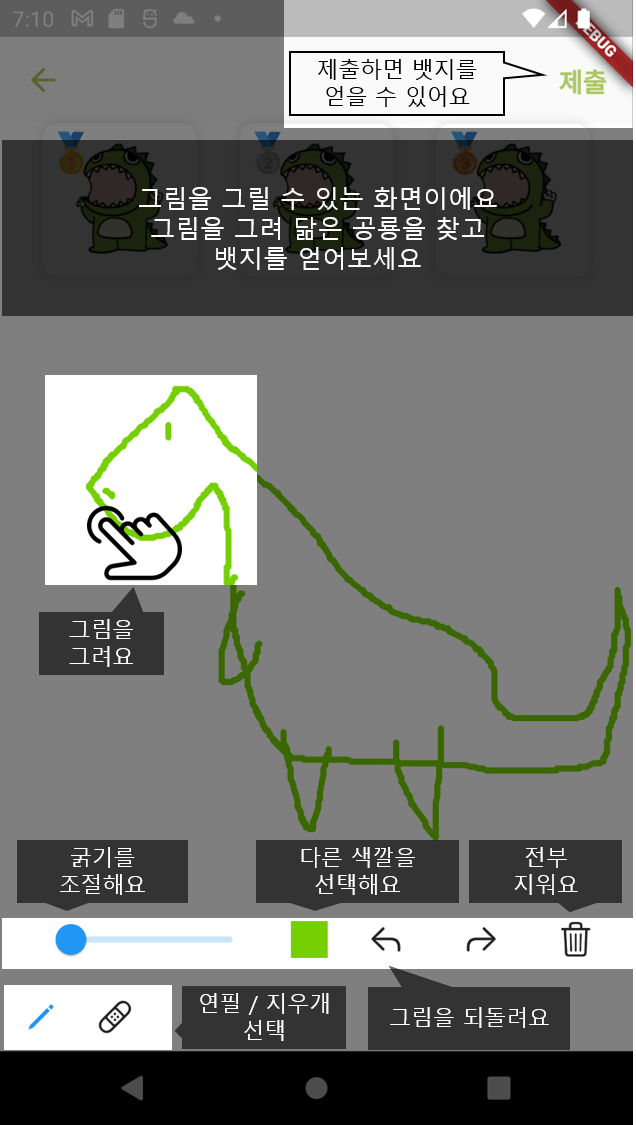 7:10
DEBUG
제출하면 뱃지를
얻을 수 있어요
제출
1
2
3
그림을 그릴 수 있는 화면이에요
그림을 그려 닮은 공룡을 찾고
뱃지를 얻어보세요
그림을
그려요
굵기를
조절해요
다른 색깔을
선택해요
전부
지워요
연필 / 지우개
선택
그림을 되돌려요